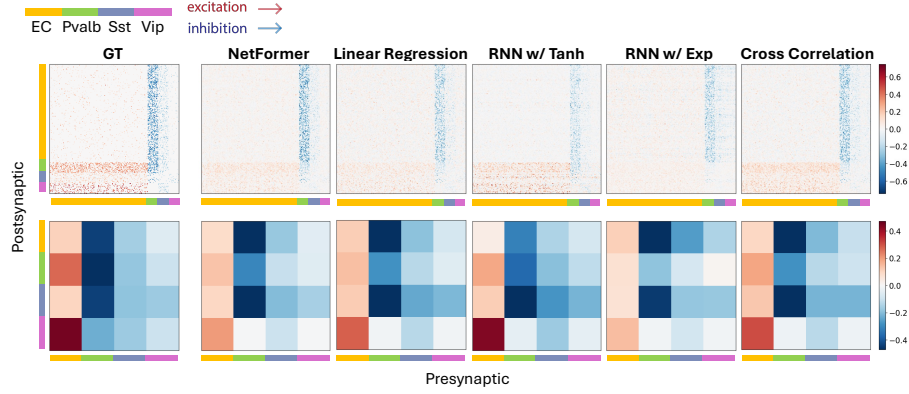 excitation
EC Pvalb Sst Vip
inhibition
GT NetFormer Linear Regression RNN w/ Tanh RNN w/ Exp Cross Correlation
Postsynaptic
0.6
0.4
0.2
0.0
−0.2
−0.4
−0.6
0.4
0.2
0.0
−0.2
−0.4
Presynaptic